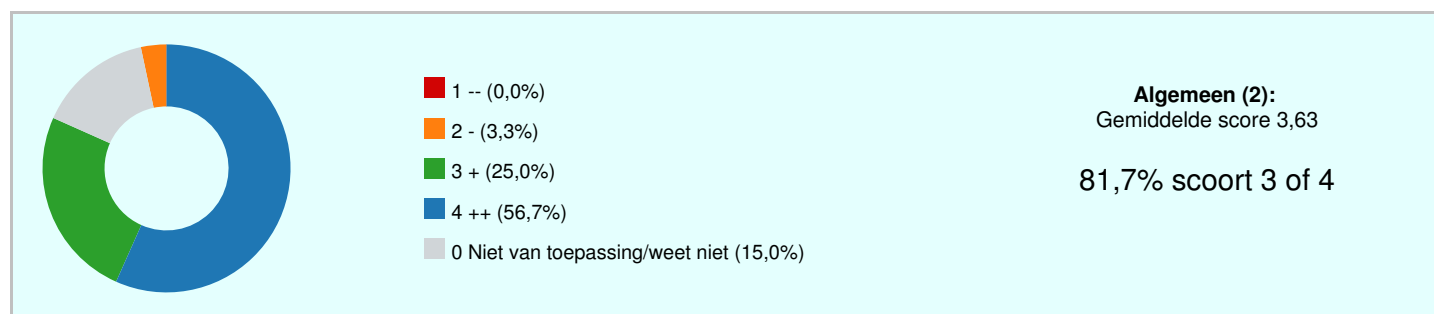 1 -- (0,0%)
2 - (3,3%)
3 + (25,0%)
4 ++ (56,7%)
0 Niet van toepassing/weet niet (15,0%)
Algemeen (2):
Gemiddelde score 3,63
81,7% scoort 3 of 4